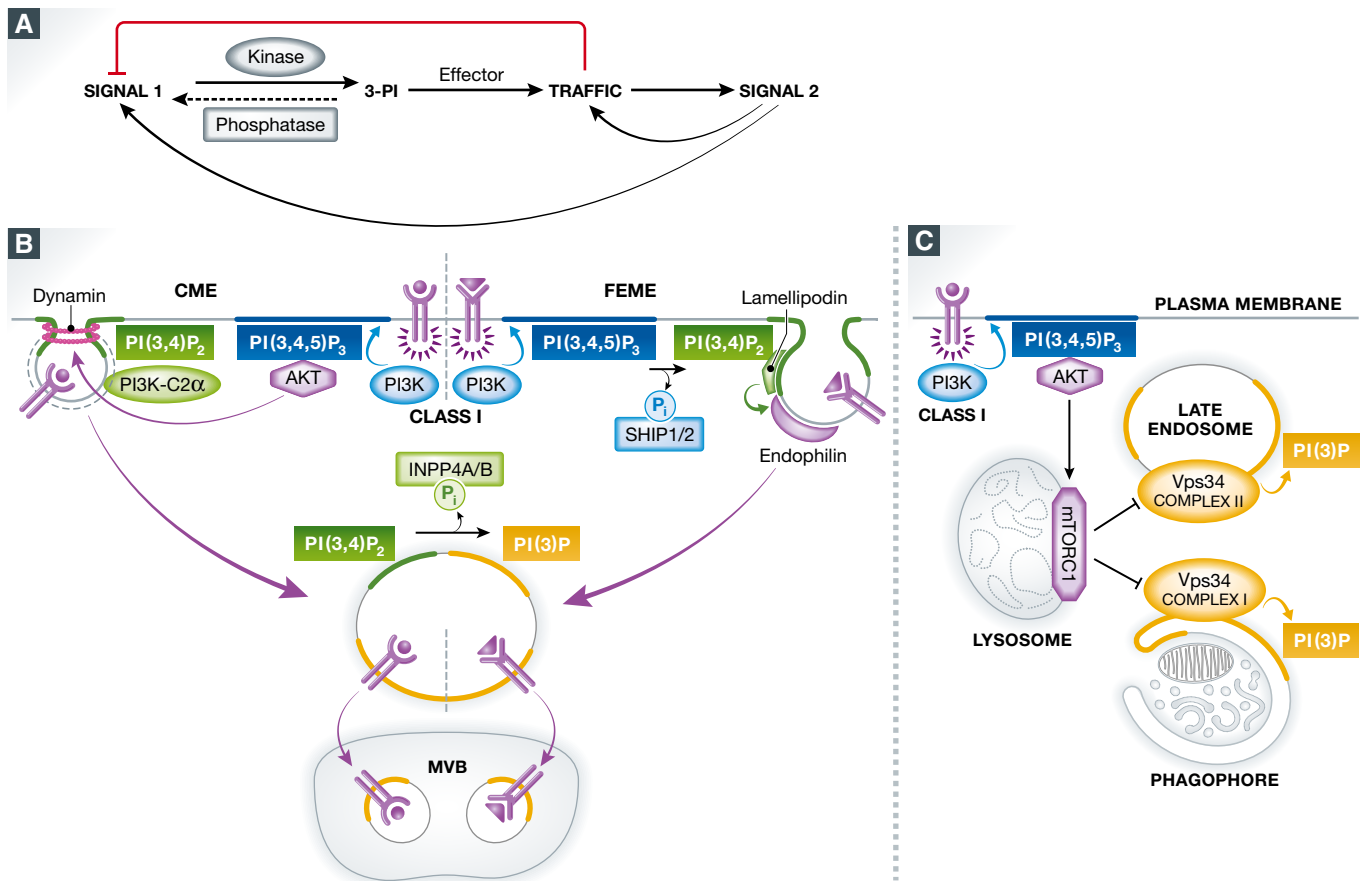 A
Kinase
SIGNAL 1
3-PI
Effector
TRAFFIC
SIGNAL 2
Phosphatase
B
Dynamin
CME
FEME
Lamellipodin
PI(3,4)P2
PI(3,4,5)P3
PI(3,4,5)P3
PI(3,4)P2
PI3K-C2α
AKT
PI3K
PI3K
CLASS I
Pi
SHIP1/2
Endophilin
INPP4A/B
Pi
PI(3,4)P2
PI(3)P
MVB
C
PLASMA MEMBRANE
PI(3,4,5)P3
PI3K
AKT
CLASS I
LATE
ENDOSOME
PI(3)P
Vps34
COMPLEX II
mTORC1
Vps34
COMPLEX I
PI(3)P
LYSOSOME
PHAGOPHORE